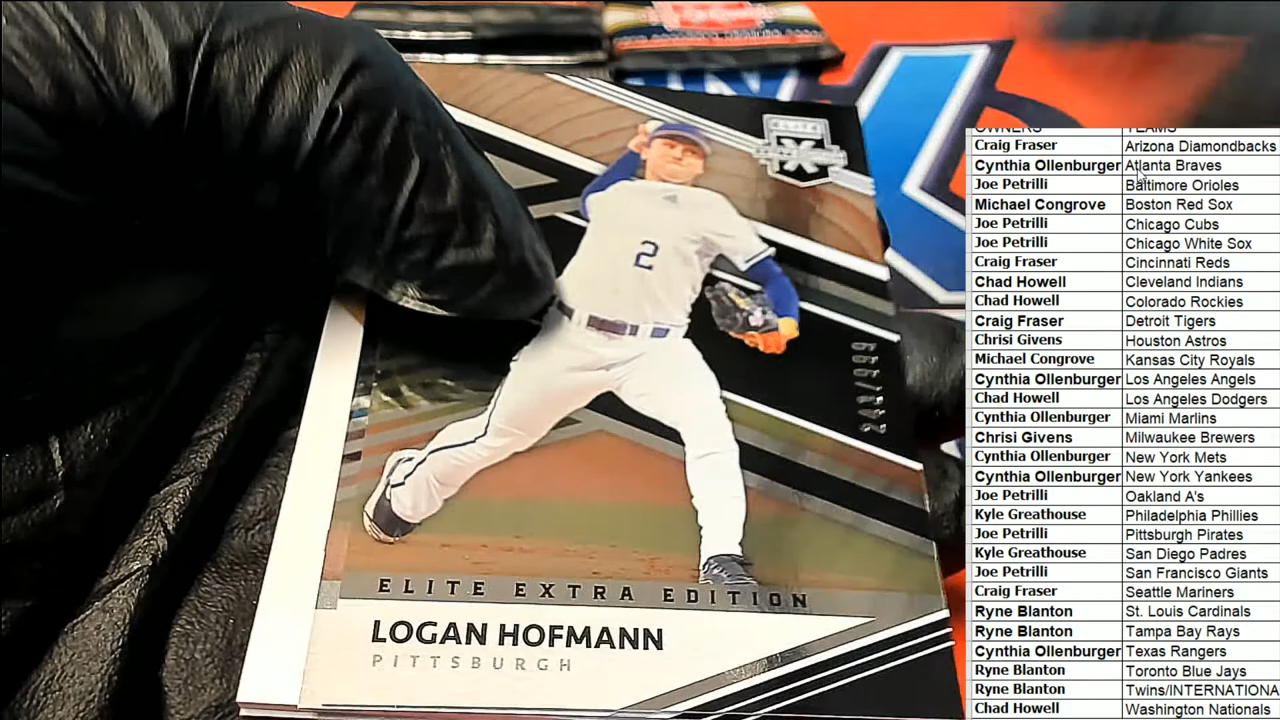 2
ELITE EXTRA EDITION
LOGAN HOFMANN
PITTSBURGH
OWNERS TEAMS
Craig Fraser Arizona Diamondbacks
Cynthia Ollenburger Atlanta Braves
Joe Petrilli Baltimore Orioles
Michael Congrove Boston Red Sox
Joe Petrilli Chicago Cubs
Joe Petrilli Chicago White Sox
Craig Fraser Cincinnati Reds
Chad Howell Cleveland Indians
Chad Howell Colorado Rockies
Craig Fraser Detroit Tigers
Chrisi Givens Houston Astros
Michael Congrove Kansas City Royals
Cynthia Ollenburger Los Angeles Angels
Chad Howell Los Angeles Dodgers
Cynthia Ollenburger Miami Marlins
Chrisi Givens Milwaukee Brewers
Cynthia Ollenburger New York Mets
Cynthia Ollenburger New York Yankees
Joe Petrilli Oakland A's
Kyle Greathouse Philadelphia Phillies
Joe Petrilli Pittsburgh Pirates
Kyle Greathouse San Diego Padres
Joe Petrilli San Francisco Giants
Craig Fraser Seattle Mariners
Ryne Blanton St. Louis Cardinals
Ryne Blanton Tampa Bay Rays
Cynthia Ollenburger Texas Rangers
Ryne Blanton Toronto Blue Jays
Ryne Blanton Twins/INTERNATIONA
Chad Howell Washington Nationals